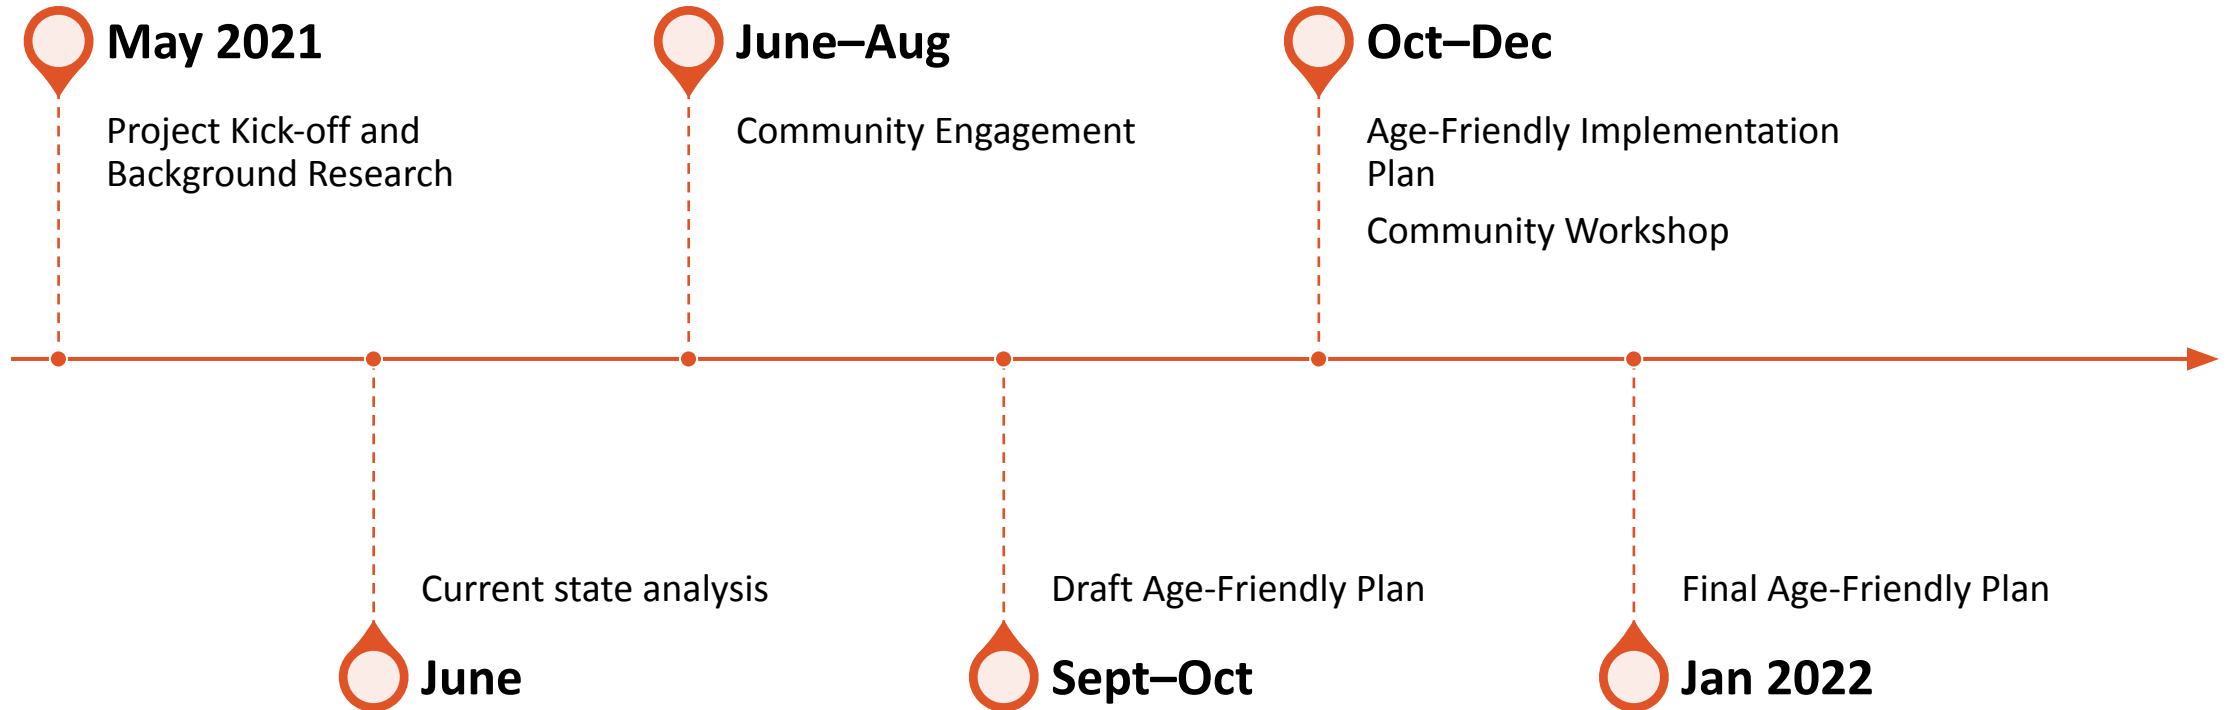 May 2021
Project Kick-off and
Background Research
June–Aug
Community Engagement
Oct–Dec
Age-Friendly Implementation
Plan
Community Workshop
Current state analysis
June
Draft Age-Friendly Plan
Sept–Oct
Final Age-Friendly Plan
Jan 2022